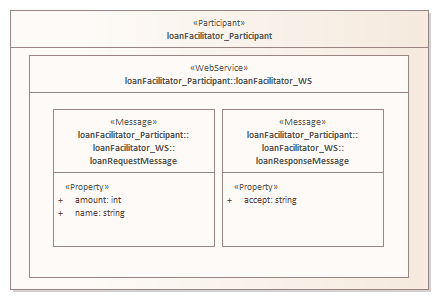 «Participant»
loanFacilitator_Participant
«WebService»
loanFacilitator_Participant::loanFacilitator_WS
«Message»
loanFacilitator_Participant::
loanFacilitator_WS::
loanRequestMessage
«Property»
+ amount: int
+ name: string
«Message»
loanFacilitator_Participant::
loanFacilitator_WS::
loanResponseMessage
«Property»
+ accept: string